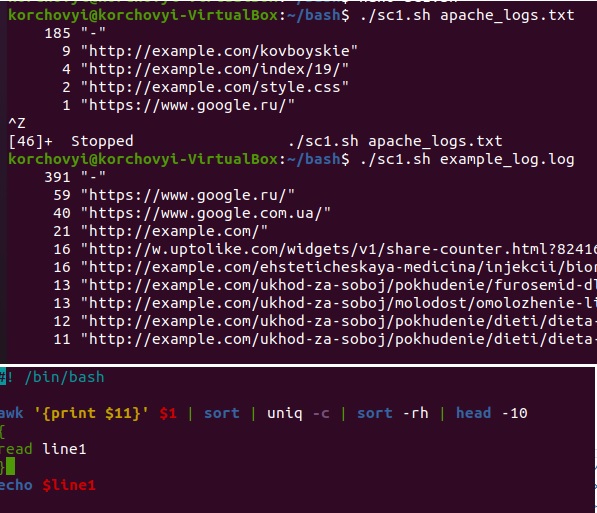 korchovyi@korchovyi-VirtualBox:~/bash$ ./sc1.sh apache_logs.txt
185 "-"
9 "http://example.com/kovboyskie"
4 "http://example.com/index/19/"
2 "http://example.com/style.css"
1 "https://www.google.ru/"
^Z
[46]+  Stopped                 ./sc1.sh apache_logs.txt
korchovyi@korchovyi-VirtualBox:~/bash$ ./sc1.sh example_log.log
391 "-"
59 "https://www.google.ru/"
40 "https://www.google.com.ua/"
21 "http://example.com/"
16 "http://w.uptolike.com/widgets/v1/share-counter.html?82416
16 "http://example.com/ehsteticheskaya-medicina/injekcii/bior
13 "http://example.com/ukhod-za-soboj/pokhudenie/furosemid-dl
13 "http://example.com/ukhod-za-soboj/molodost/omolozhenie-li
12 "http://example.com/ukhod-za-soboj/pokhudenie/dieti/dieta-
11 "http://example.com/ukhod-za-soboj/pokhudenie/dieti/dieta-
#! /bin/bash
awk '{print $11}' $1 | sort | uniq -c | sort -rh | head -10
{
read line1
}
echo $line1